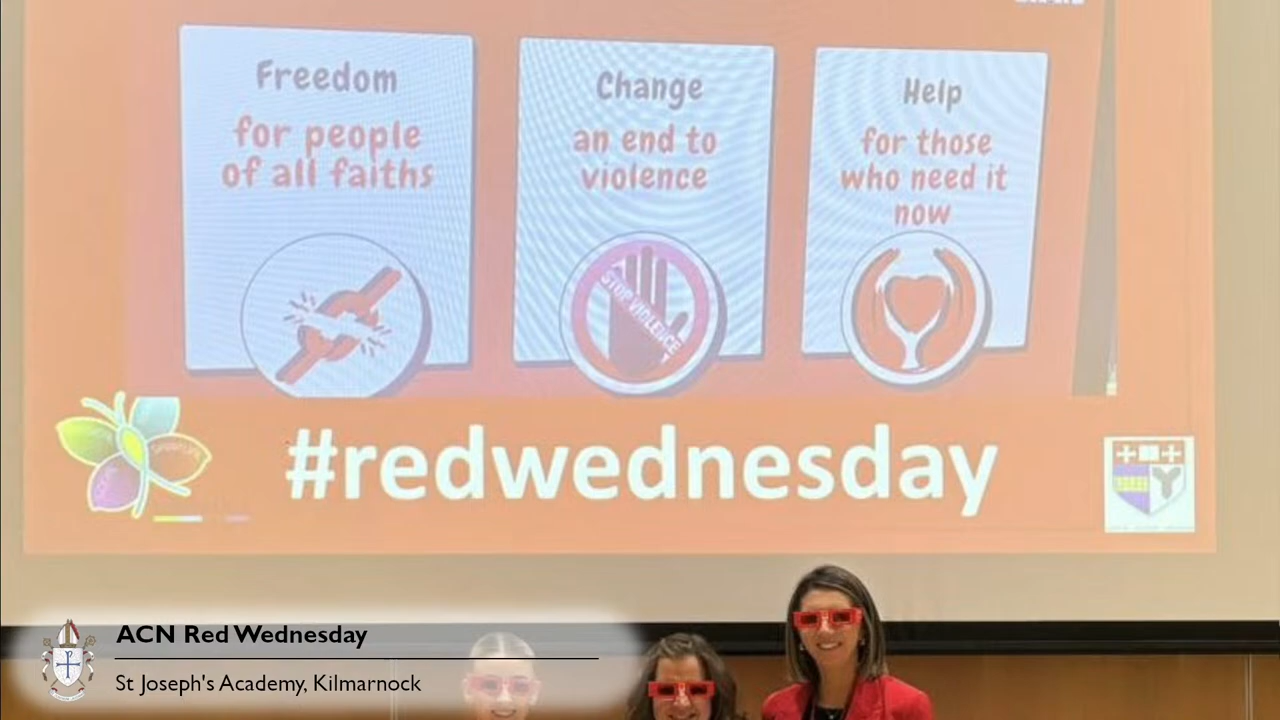 Freedom
for people
of all faiths
Change
an end to
violence
STOP VIOLENCE
Help
for those
who need it
now
#redwednesday
ACN Red Wednesday
St Joseph's Academy, Kilmarnock